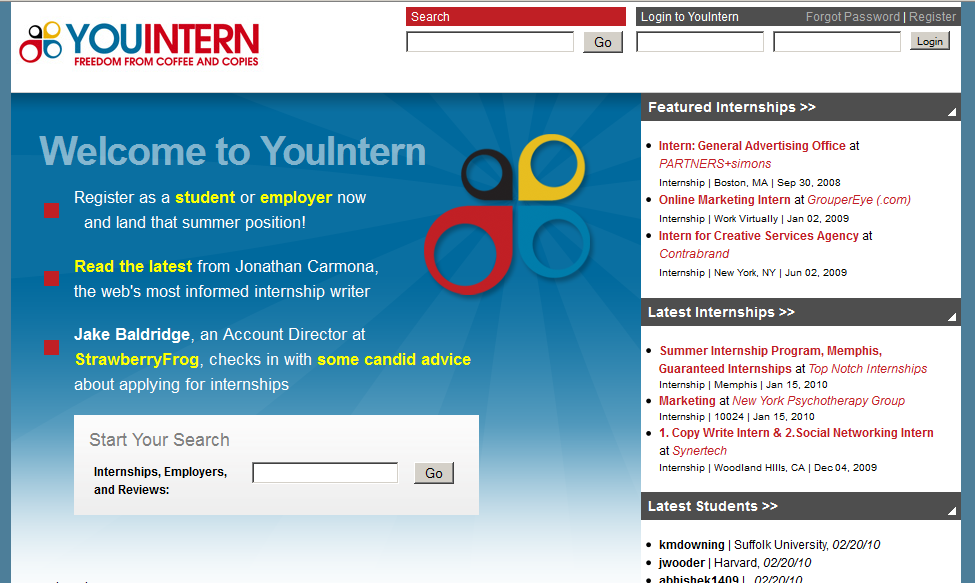 YOUINTERN
FREEDOM FROM COFFEE AND COPIES
Search
Go
Login to YouIntern
Forgot Password | Register
Login
Welcome to YouIntern
Register as a student or employer now
and land that summer position!
Read the latest from Jonathan Carmona,
the web's most informed internship writer
Jake Baldridge, an Account Director at
StrawberryFrog, checks in with some candid advice
about applying for internships
Start Your Search
Internships, Employers,
and Reviews:
Go
Featured Internships >>
Intern: General Advertising Office at
PARTNERS+simons
Internship | Boston, MA | Sep 30, 2008
Online Marketing Intern at GrouperEye (.com)
Internship | Work Virtually | Jan 02, 2009
Intern for Creative Services Agency at
Contrabrand
Internship | New York, NY | Jun 02, 2009
Latest Internships >>
Summer Internship Program, Memphis,
Guaranteed Internships at Top Notch Internships
Internship | Memphis | Jan 15, 2010
Marketing at New York Psychotherapy Group
Internship | 10024 | Jan 15, 2010
1. Copy Write Intern & 2.Social Networking Intern
at Synertech
Internship | Woodland HIlls, CA | Dec 04, 2009
Latest Students >>
kmdowning | Suffolk University, 02/20/10
jwooder | Harvard, 02/20/10
abhishek1409 | , 02/20/10